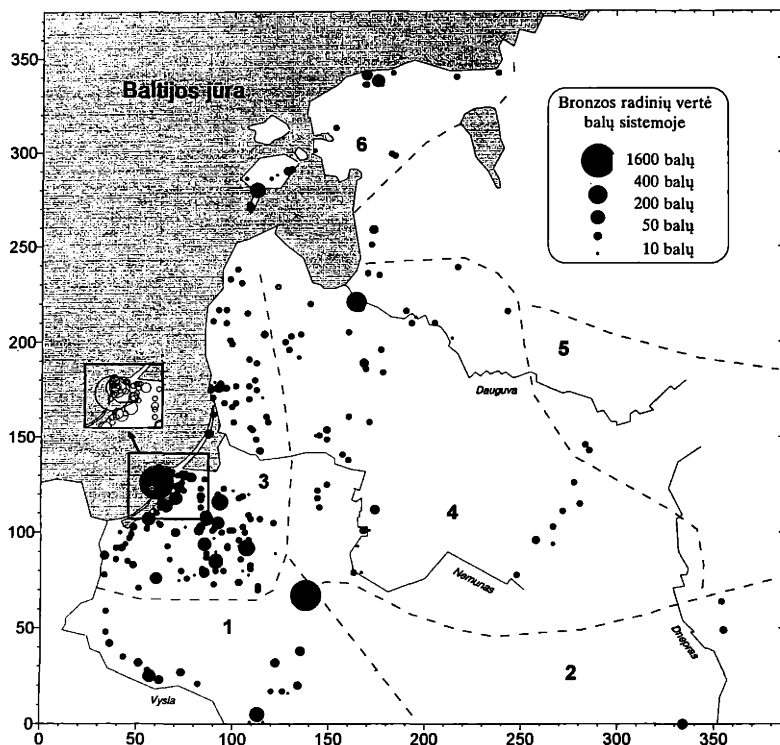 350
300
250
200
150
100
50
0
Baltijos jūra
Bronzos radinių vertė
balų sistemoje
1600 balų
400 balų
200 balų
50 balų
10 balų
6
5
Dauguva
3
4
Nemunas
1
2
Dnepras
Vysla
0
50
100
150
200
250
300
350